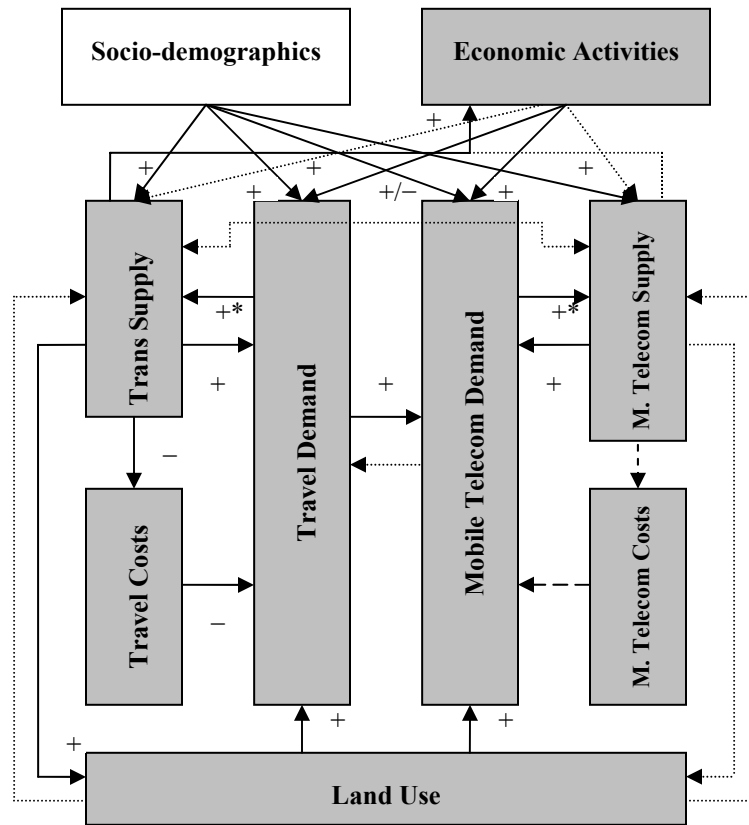 Socio-demographics
Economic Activities
+
+ + +
+ +/− +
Trans Supply
Travel Demand
Mobile Telecom Demand
M. Telecom Supply
+* +*
+ + +
−
Travel Costs
M. Telecom Costs
−
+ +
+
Land Use